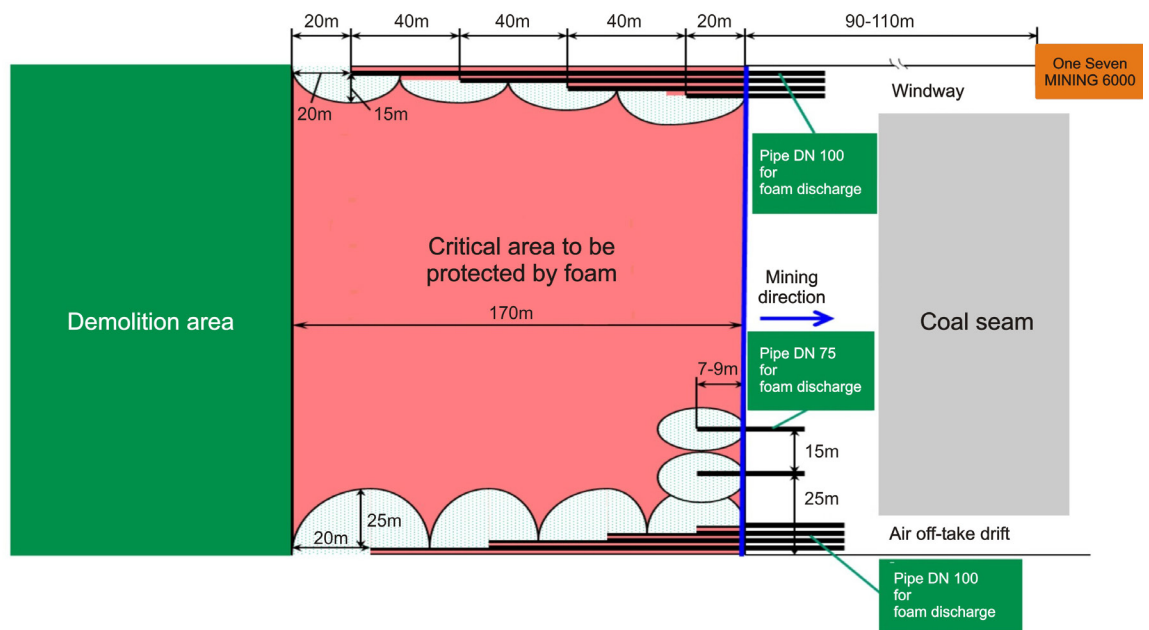 20m
40m
40m
40m
20m
90-110m
One Seven
MINING 6000
Windway
20m
15m
Pipe DN 100
for
foam discharge
Critical area to be
protected by foam
Mining
direction
170m
Demolition area
Coal seam
Pipe DN 75
for
foam discharge
7-9m
15m
25m
25m
20m
Air off-take drift
Pipe DN 100
for
foam discharge